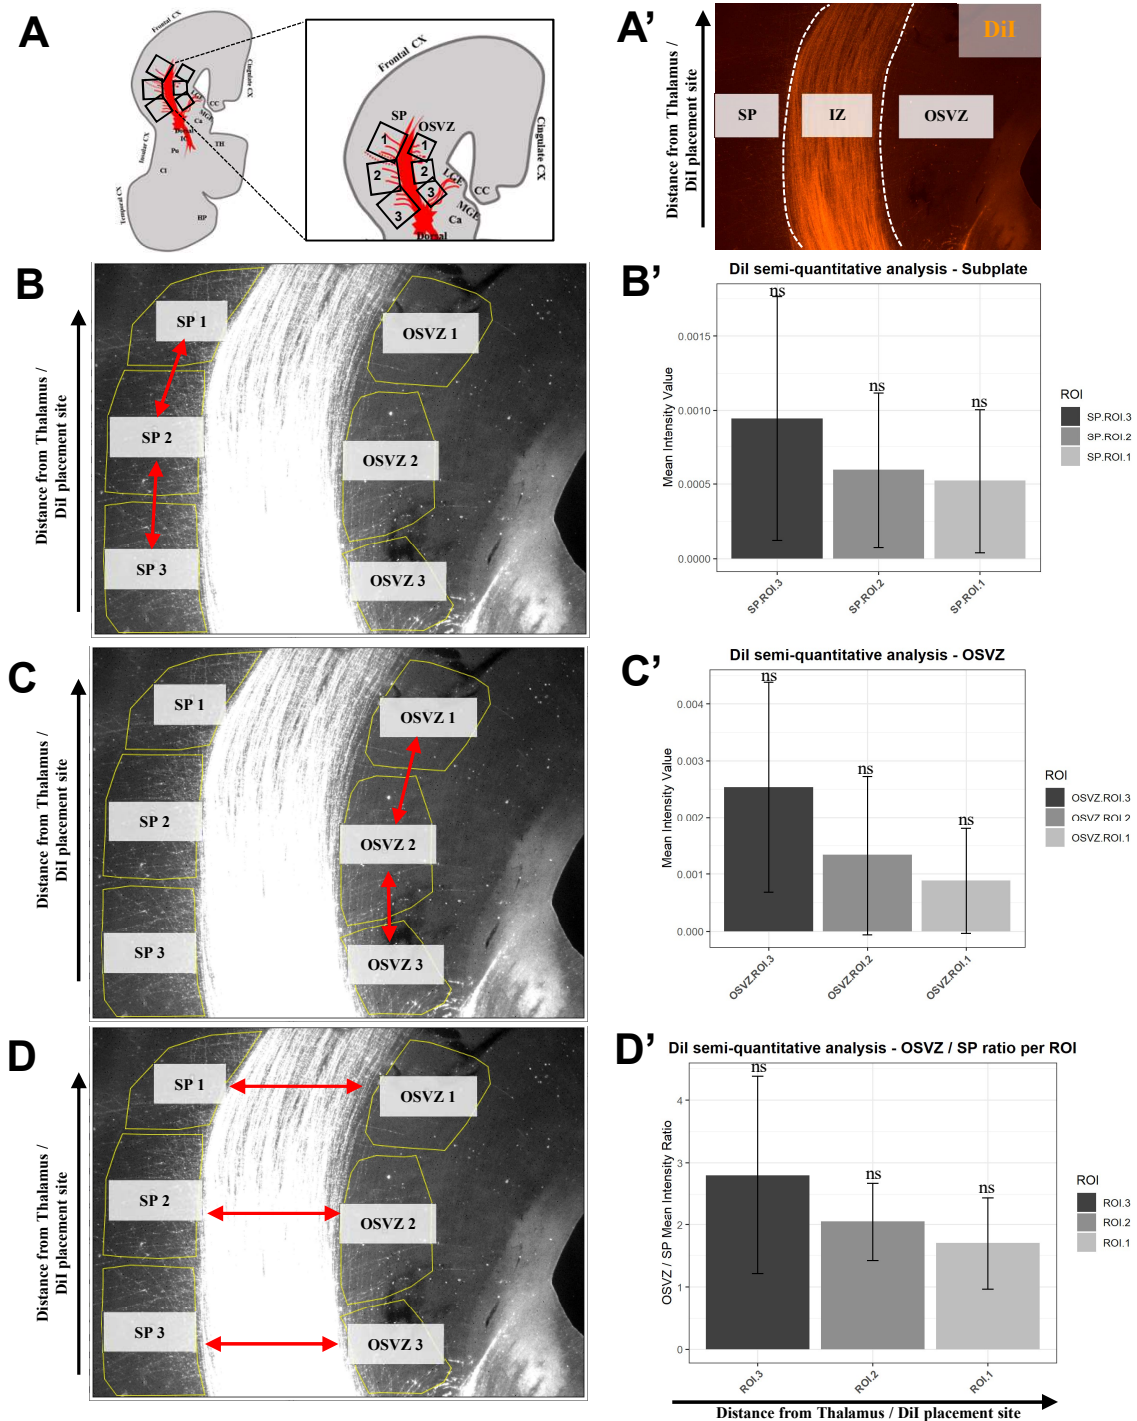 A
Frontal CX
Cingulate CX
LGE
CC
MGE
Ca
Dorsal
IC
TH
Pu
Insular CX
Cl
Temporal CX
HP
Frontal CX
SP
OSVZ
1
1
2
2
3
3
LGE
CC
MGE
Ca
Dorsal
Cingulate CX
A'
Distance from Thalamus /
DiI placement site
DiI
SP
IZ
OSVZ
B
Distance from Thalamus /
DiI placement site
SP 1
OSVZ 1
SP 2
OSVZ 2
SP 3
OSVZ 3
B'
DiI semi-quantitative analysis - Subplate
Mean Intensity Value
0.0015
0.0010
0.0005
0.0000
ns
ns
ns
SP.ROI.3
SP.ROI.2
SP.ROI.1
ROI
SP.ROI.3
SP.ROI.2
SP.ROI.1
C
Distance from Thalamus /
DiI placement site
SP 1
OSVZ 1
SP 2
OSVZ 2
SP 3
OSVZ 3
C'
DiI semi-quantitative analysis - OSVZ
Mean Intensity Value
0.004
0.003
0.002
0.001
0.000
ns
ns
ns
OSVZ.ROI.3
OSVZ.ROI.2
OSVZ.ROI.1
ROI
OSVZ.ROI.3
OSVZ.ROI.2
OSVZ.ROI.1
D
Distance from Thalamus /
DiI placement site
SP 1
OSVZ 1
SP 2
OSVZ 2
SP 3
OSVZ 3
D'
DiI semi-quantitative analysis - OSVZ / SP ratio per ROI
OSVZ / SP Mean Intensity Ratio
4
3
2
1
0
ns
ns
ns
ROI.3
ROI.2
ROI.1
ROI
ROI.3
ROI.2
ROI.1
Distance from Thalamus / DiI placement site